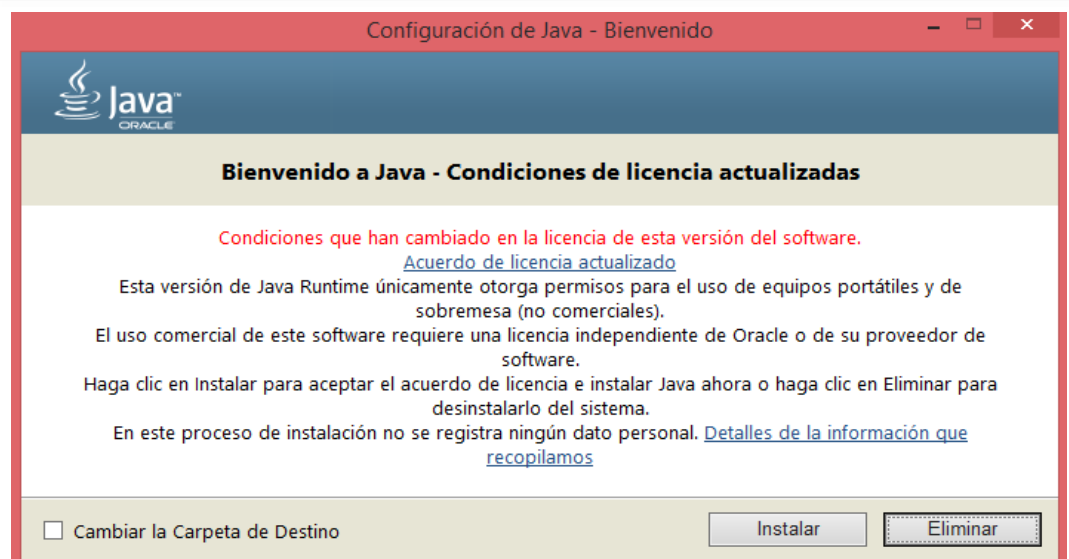 Configuración de Java - Bienvenido
Java™
ORACLE
Bienvenido a Java - Condiciones de licencia actualizadas
Condiciones que han cambiado en la licencia de esta versión del software.
Acuerdo de licencia actualizado
Esta versión de Java Runtime únicamente otorga permisos para el uso de equipos portátiles y de
sobremesa (no comerciales).
El uso comercial de este software requiere una licencia independiente de Oracle o de su proveedor de
software.
Haga clic en Instalar para aceptar el acuerdo de licencia e instalar Java ahora o haga clic en Eliminar para
desinstalarlo del sistema.
En este proceso de instalación no se registra ningún dato personal. Detalles de la información que
recopilamos
Cambiar la Carpeta de Destino
Instalar
Eliminar